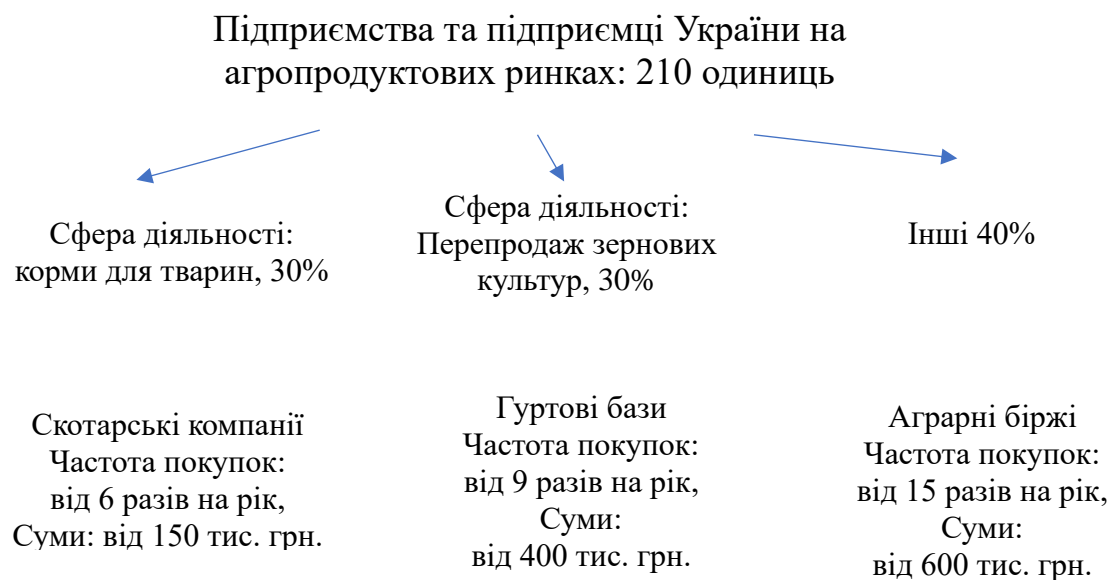 Підприємства та підприємці України на
агропродуктових ринках: 210 одиниць
Сфера діяльності:
корми для тварин, 30%
Сфера діяльності:
Перепродаж зернових
культур, 30%
Інші 40%
Скотарські компанії
Частота покупок:
від 6 разів на рік,
Суми: від 150 тис. грн.
Гуртові бази
Частота покупок:
від 9 разів на рік,
Суми:
від 400 тис. грн.
Аграрні біржі
Частота покупок:
від 15 разів на рік,
Суми:
від 600 тис. грн.